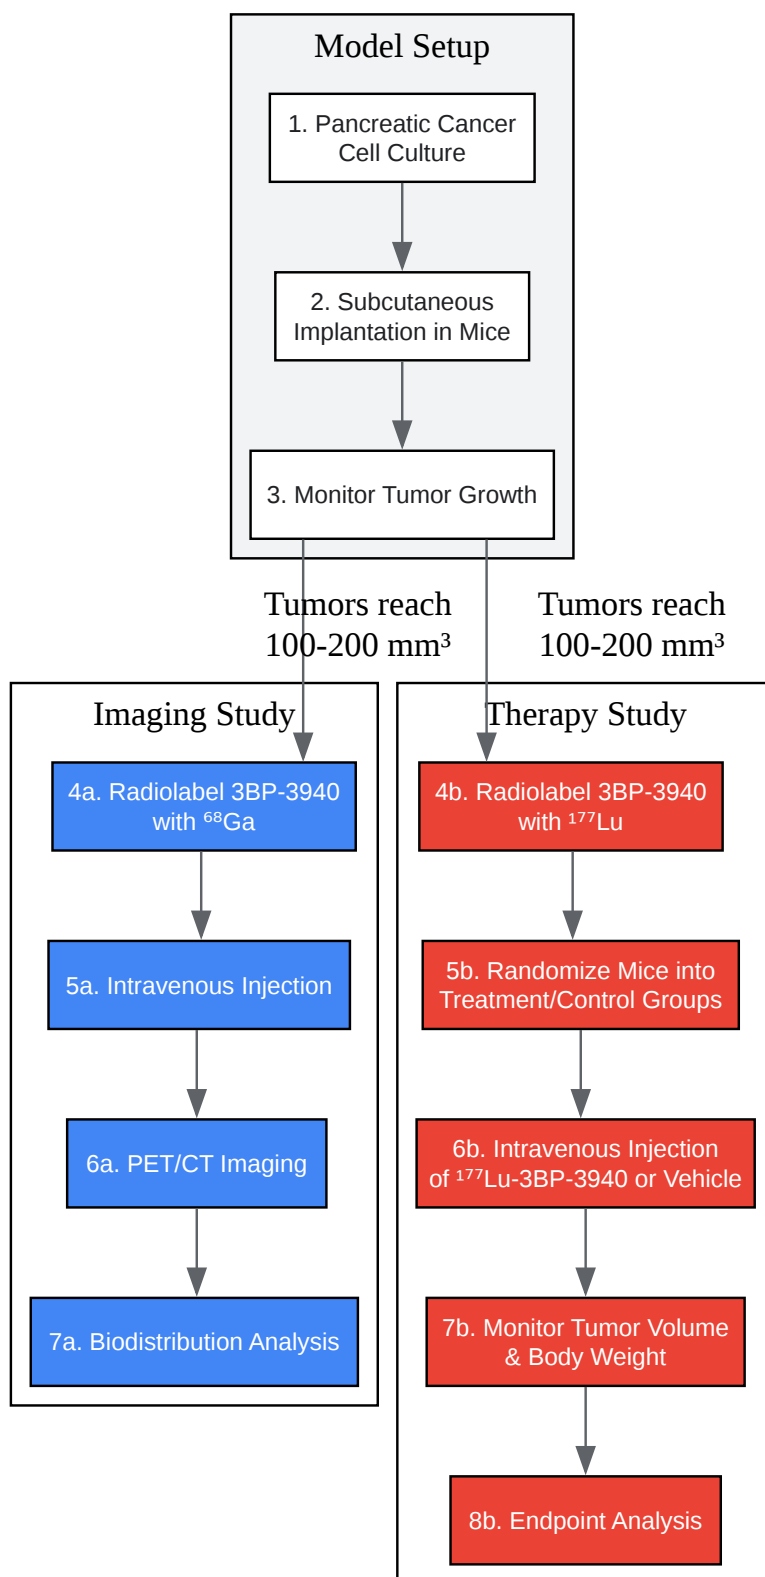 Model Setup
1. Pancreatic Cancer
Cell Culture
2. Subcutaneous
Implantation in Mice
3. Monitor Tumor Growth
Tumors reach
100-200 mm³
Tumors reach
100-200 mm³
Imaging Study
4a. Radiolabel 3BP-3940
with ⁶⁸Ga
5a. Intravenous Injection
6a. PET/CT Imaging
7a. Biodistribution Analysis
Therapy Study
4b. Radiolabel 3BP-3940
with ¹⁷⁷Lu
5b. Randomize Mice into
Treatment/Control Groups
6b. Intravenous Injection
of ¹⁷⁷Lu-3BP-3940 or Vehicle
7b. Monitor Tumor Volume
& Body Weight
8b. Endpoint Analysis